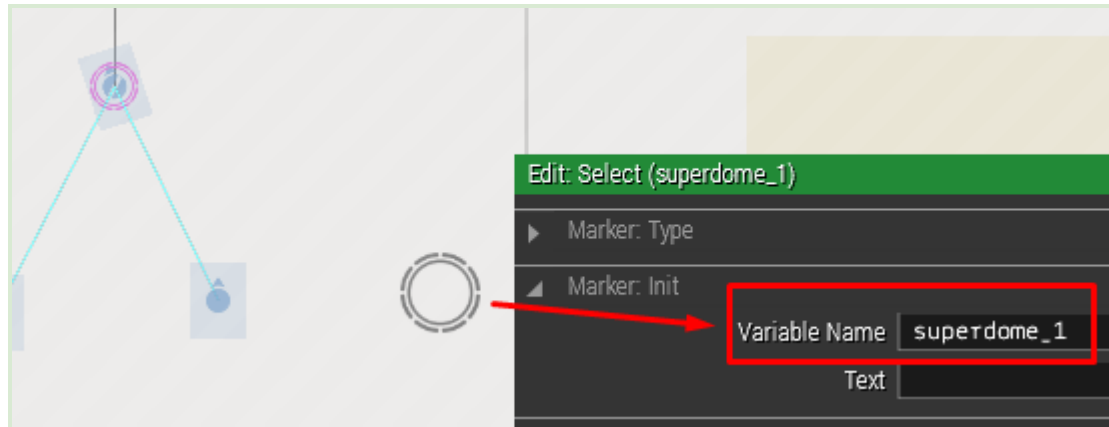 Edit: Select (superdome_1)
Marker: Type
Marker: Init
Variable Name superdome_1
Text